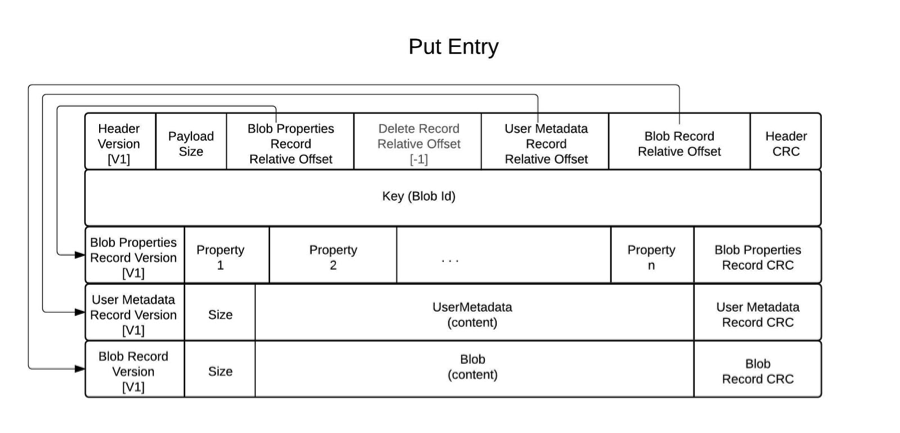 Put Entry
Header
Version
[V1]
Payload
Size
Blob Properties
Record
Relative Offset
Delete Record
Relative Offset
[-1]
User Metadata
Record
Relative Offset
Blob Record
Relative Offset
Header
CRC
Key (Blob Id)
Blob Properties
Record Version
[V1]
Property
1
Property
2
...
Property
n
Blob Properties
Record CRC
User Metadata
Record Version
[V1]
Size
UserMetadata
(content)
User Metadata
Record CRC
Blob Record
Version
[V1]
Size
Blob
(content)
Blob
Record CRC